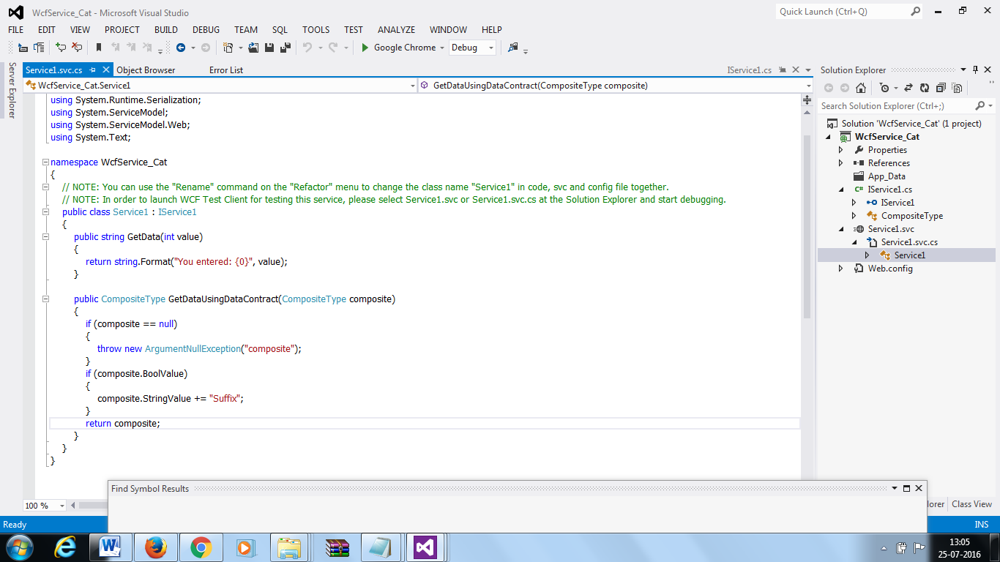 WcfService_Cat - Microsoft Visual Studio
Quick Launch (Ctrl+Q)
FILE EDIT VIEW PROJECT BUILD DEBUG TEAM SQL TOOLS TEST ANALYZE WINDOW HELP
Google Chrome Debug
Server Explorer
Service1.svc.cs Object Browser Error List IService1.cs
WcfService_Cat.Service1 GetDataUsingDataContract(CompositeType composite)
using System.Runtime.Serialization;
using System.ServiceModel;
using System.ServiceModel.Web;
using System.Text;
namespace WcfService_Cat
{
// NOTE: You can use the "Rename" command on the "Refactor" menu to change the class name "Service1" in code, svc and config file together.
// NOTE: In order to launch WCF Test Client for testing this service, please select Service1.svc or Service1.svc.cs at the Solution Explorer and start debugging.
public class Service1 : IService1
{
public string GetData(int value)
{
return string.Format("You entered: {0}", value);
}
public CompositeType GetDataUsingDataContract(CompositeType composite)
{
if (composite == null)
{
throw new ArgumentNullException("composite");
}
if (composite.BoolValue)
{
composite.StringValue += "Suffix";
}
return composite;
}
}
}
100 %
Solution Explorer
Search Solution Explorer (Ctrl+;)
Solution 'WcfService_Cat' (1 project)
WcfService_Cat
Properties
References
App_Data
C# IService1.cs
IService1
CompositeType
Service1.svc
Service1.svc.cs
Service1
Web.config
Find Symbol Results
lorer Class View
Ready INS
13:05
25-07-2016